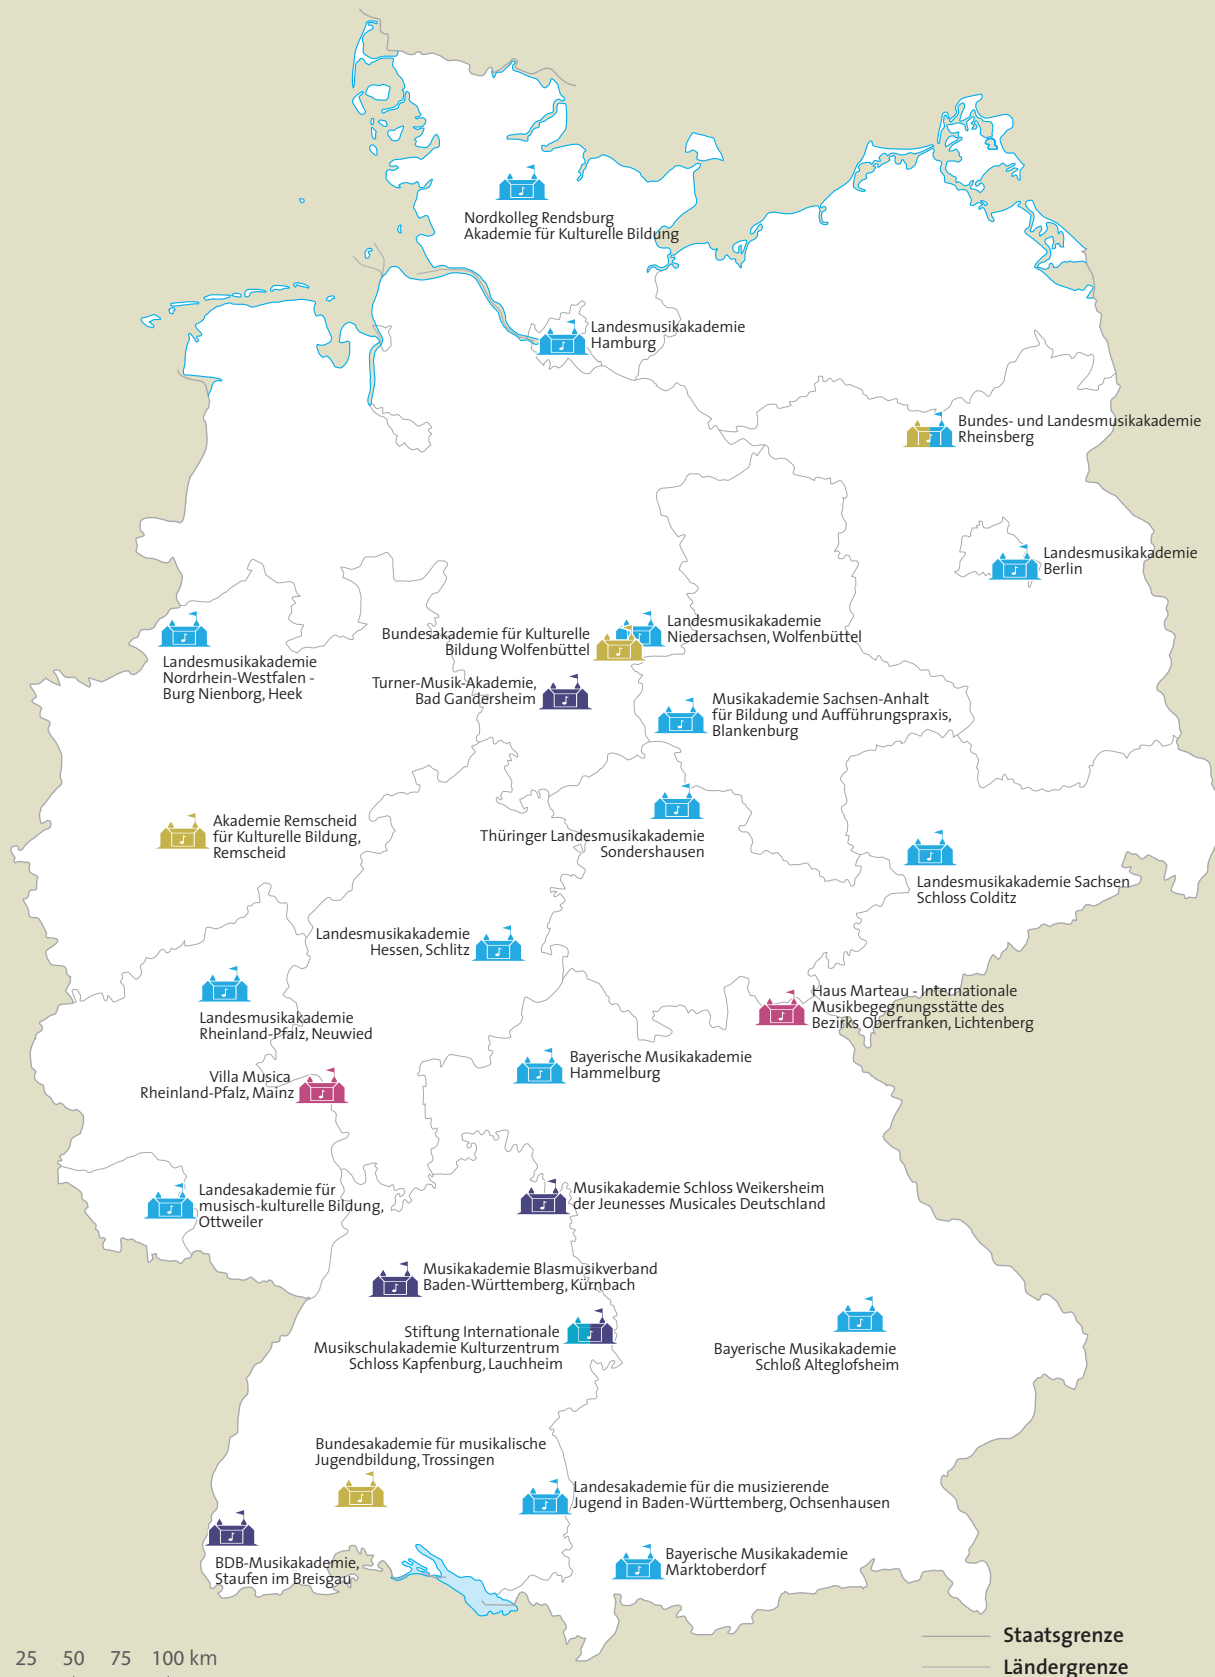 Nordkolleg Rendsburg
Akademie für Kulturelle Bildung
Landesmusikakademie
Hamburg
Bundes- und Landesmusikakademie
Rheinsberg
Landesmusikakademie
Berlin
Landesmusikakademie
Niedersachsen, Wolfenbüttel
Bundesakademie für Kulturelle
Bildung Wolfenbüttel
Landesmusikakademie
Nordrhein-Westfalen -
Burg Nienborg, Heek
Turner-Musik-Akademie,
Bad Gandersheim
Musikakademie Sachsen-Anhalt
für Bildung und Aufführungspraxis,
Blankenburg
Akademie Remscheid
für Kulturelle Bildung,
Remscheid
Thüringer Landesmusikakademie
Sondershausen
Landesmusikakademie Sachsen
Schloss Colditz
Landesmusikakademie
Hessen, Schlitz
Landesmusikakademie
Rheinland-Pfalz, Neuwied
Haus Marteau - Internationale
Musikbegegnungsstätte des
Bezirks Oberfranken, Lichtenberg
Bayerische Musikakademie
Hammelburg
Villa Musica
Rheinland-Pfalz, Mainz
Landesakademie für
musisch-kulturelle Bildung,
Ottweiler
Musikakademie Schloss Weikersheim
der Jeunesses Musicales Deutschland
Musikakademie Blasmusikverband
Baden-Württemberg, Kürnbach
Stiftung Internationale
Musikschulakademie Kulturzentrum
Schloss Kapfenburg, Lauchheim
Bayerische Musikakademie
Schloß Alteglofsheim
Bundesakademie für musikalische
Jugendbildung, Trossingen
Landesakademie für die musizierende
Jugend in Baden-Württemberg, Ochsenhausen
BDB-Musikakademie,
Staufen im Breisgau
Bayerische Musikakademie
Marktoberdorf
25 50 75 100 km
Staatsgrenze
Ländergrenze